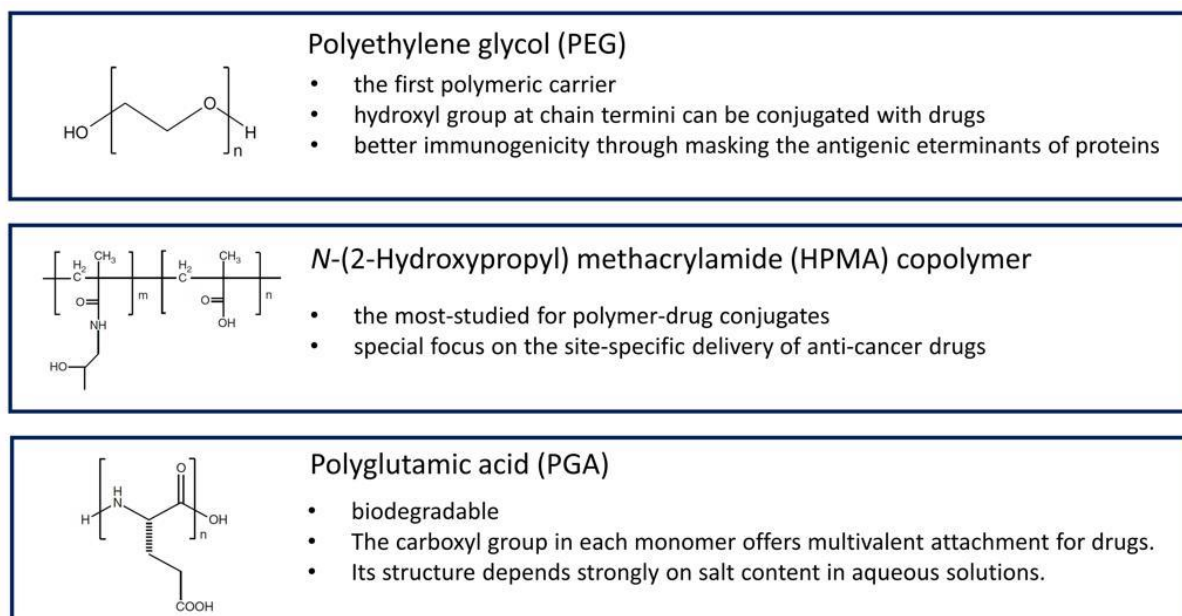 Polyethylene glycol (PEG)
• the first polymeric carrier
• hydroxyl group at chain termini can be conjugated with drugs
• better immunogenicity through masking the antigenic eterminants of proteins
HO
O
H
n
N-(2-Hydroxypropyl) methacrylamide (HPMA) copolymer
• the most-studied for polymer-drug conjugates
• special focus on the site-specific delivery of anti-cancer drugs
H2
C
CH3
O
NH
HO
m
H2
C
CH3
O
OH
n
Polyglutamic acid (PGA)
• biodegradable
• The carboxyl group in each monomer offers multivalent attachment for drugs.
• Its structure depends strongly on salt content in aqueous solutions.
H
H
N
O
OH
n
COOH